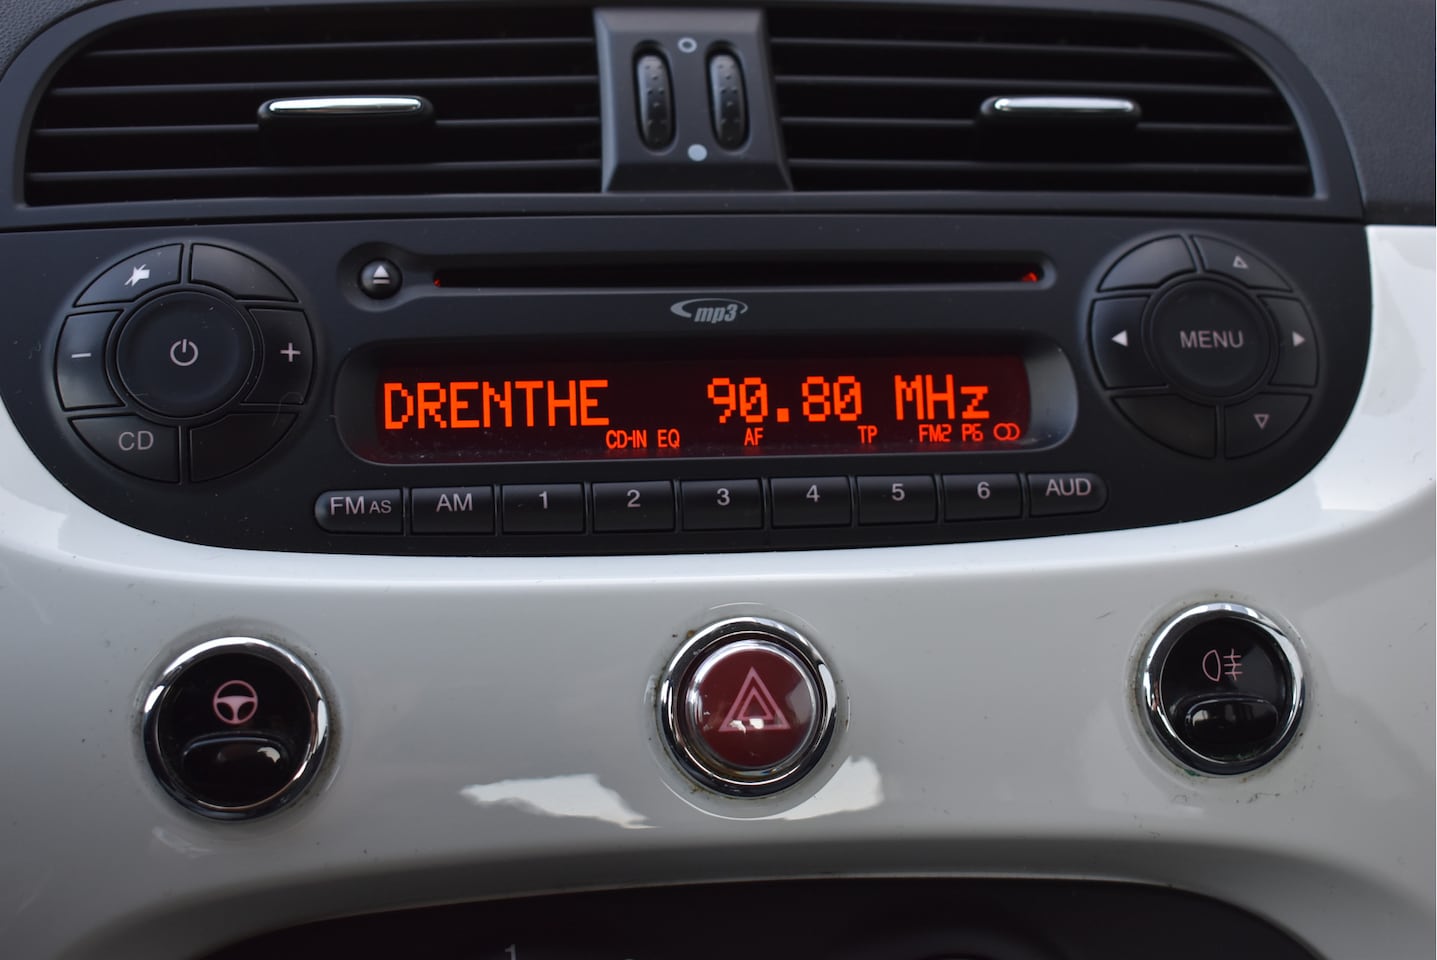 mp3
DRENTHE 90.80 MHz
CD-IN EQ AF TP FM2 P6
MENU
CD
FM AS AM 1 2 3 4 5 6 AUD
1